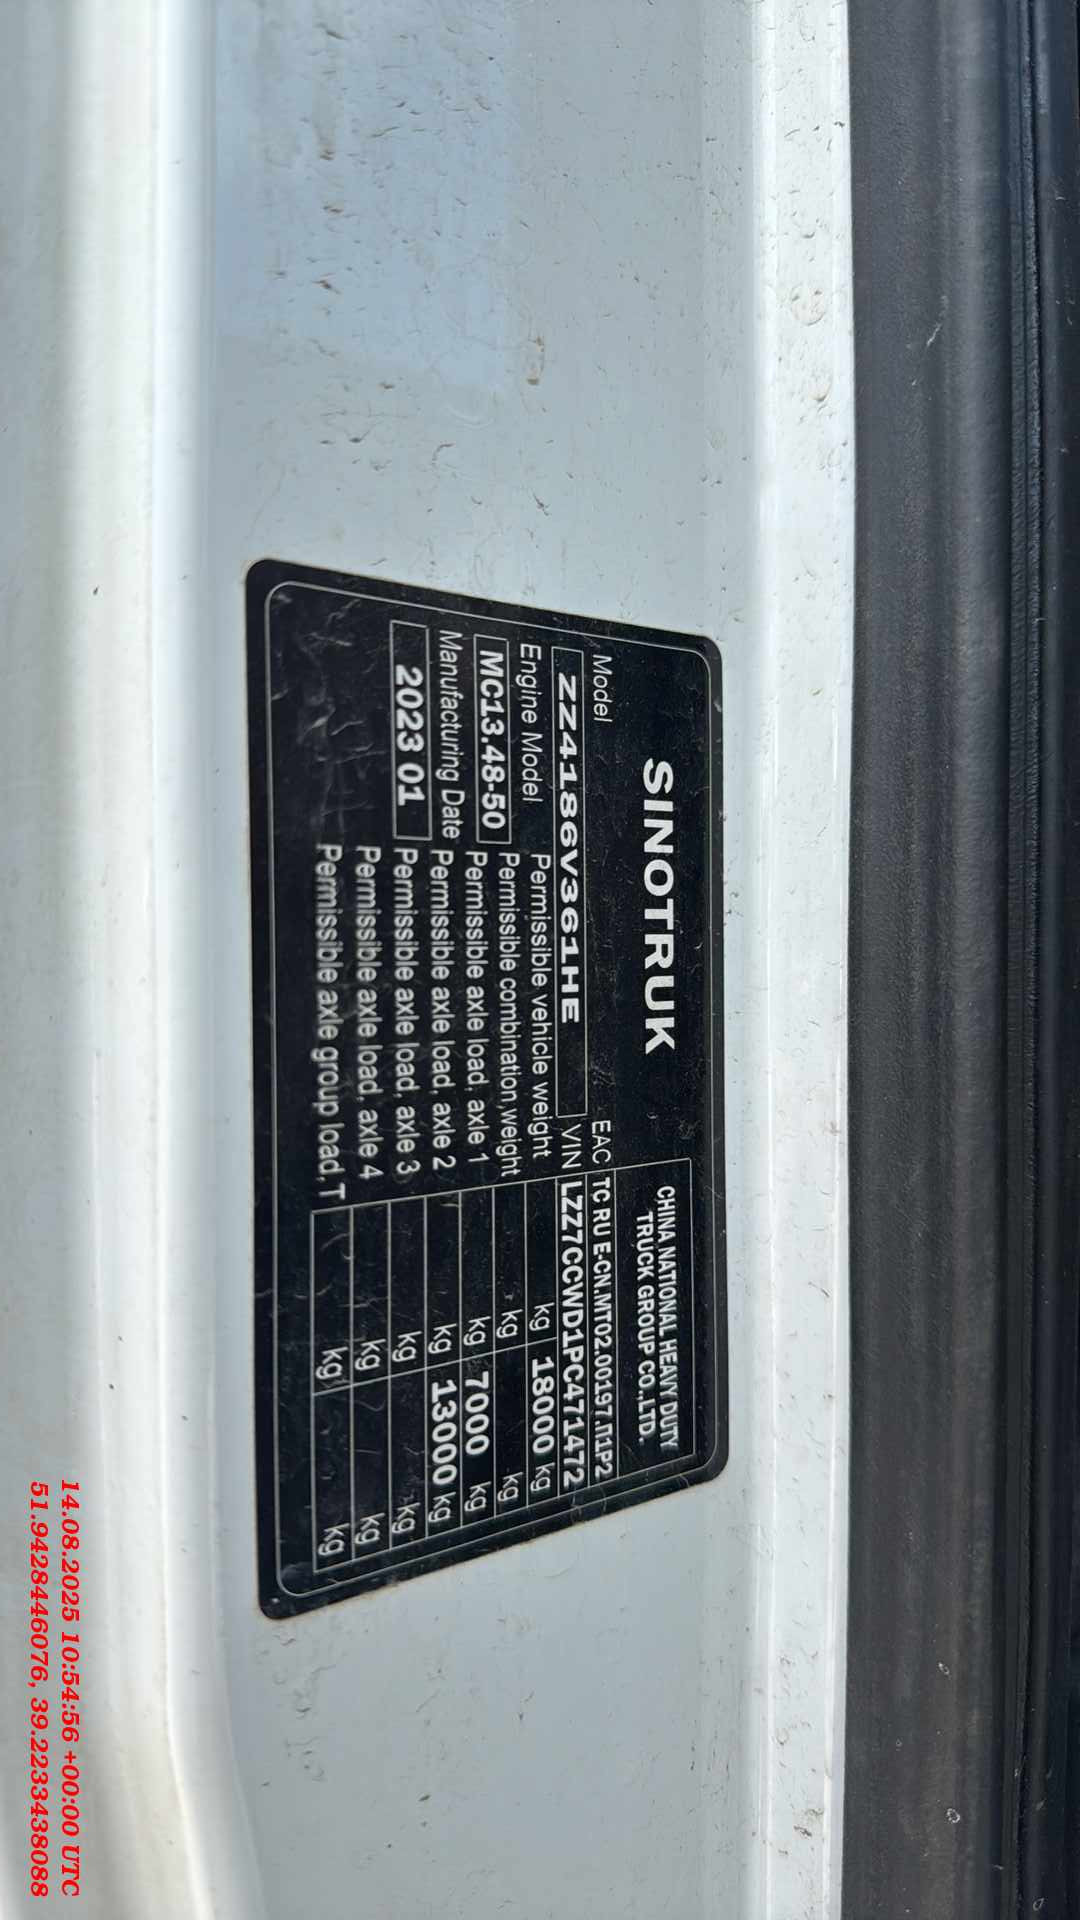 SINOTRUK
CHINA NATIONAL HEAVY DUTY
TRUCK GROUP CO.,LTD.
Model
EAC TC RU E-CN.MT02.00197.П1P2
ZZ4186V361HE
VIN LZZ7CCWD1PC471472
Engine Model
Permissible vehicle weight kg 18000 kg
MC13.48-50
Permissible combination,weight kg kg
Manufacturing Date
Permissible axle load, axle 1 kg 7000 kg
2023 01
Permissible axle load, axle 2 kg 13000 kg
Permissible axle load, axle 3 kg kg
Permissible axle load, axle 4 kg kg
Permissible axle group load,T kg kg
14.08.2025 10:54:56 +00:00 UTC
51.942846076, 39.2233438088